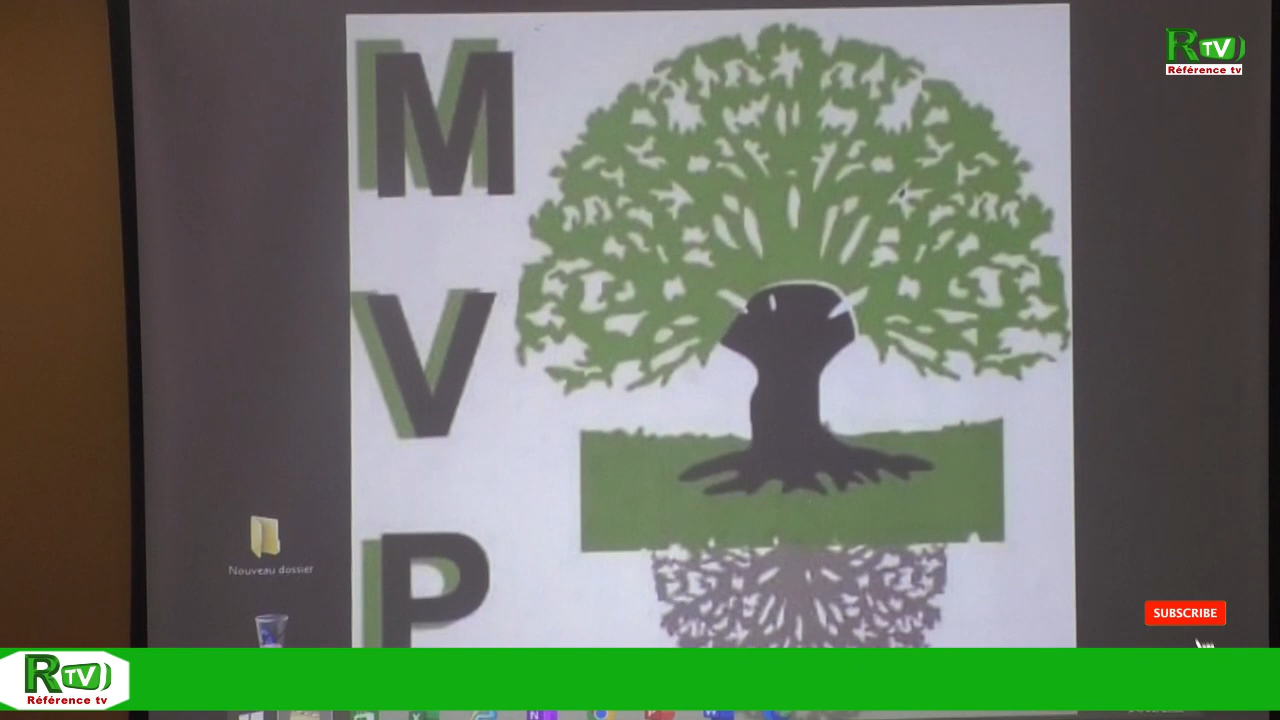 M
V
P
RTV
Référence tv
Nouveau dossier
SUBSCRIBE
RTV
Référence tv